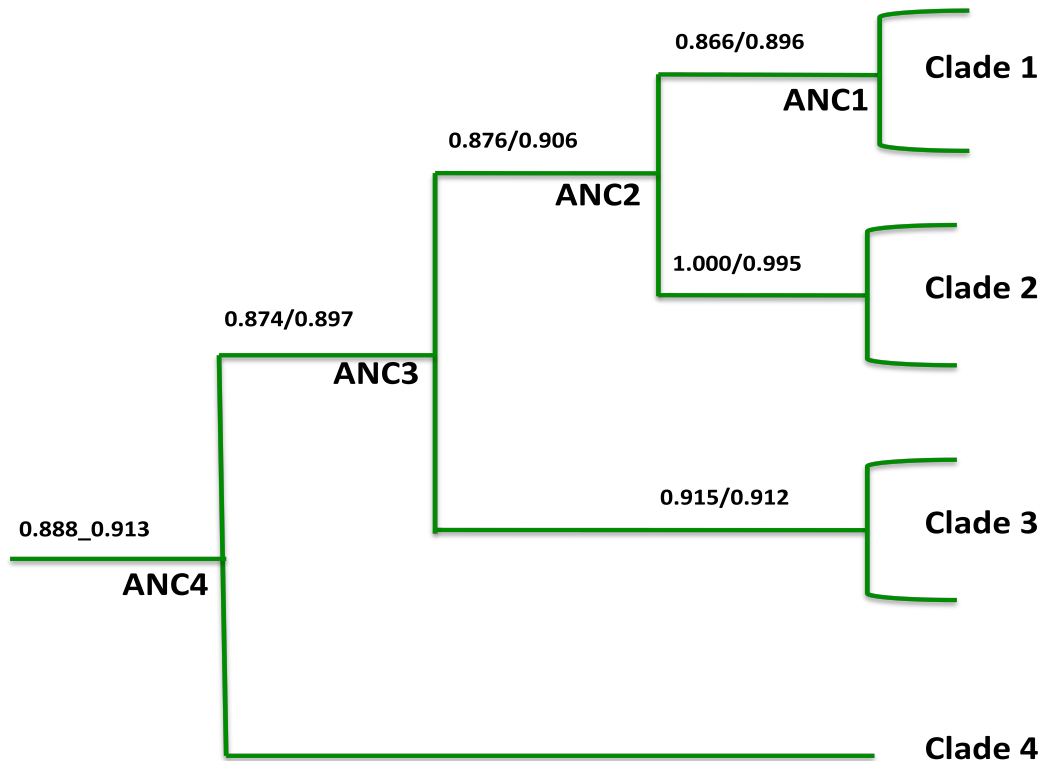 0.866/0.896
Clade 1
ANC1
0.876/0.906
ANC2
1.000/0.995
Clade 2
0.874/0.897
ANC3
0.915/0.912
Clade 3
0.888_0.913
ANC4
Clade 4